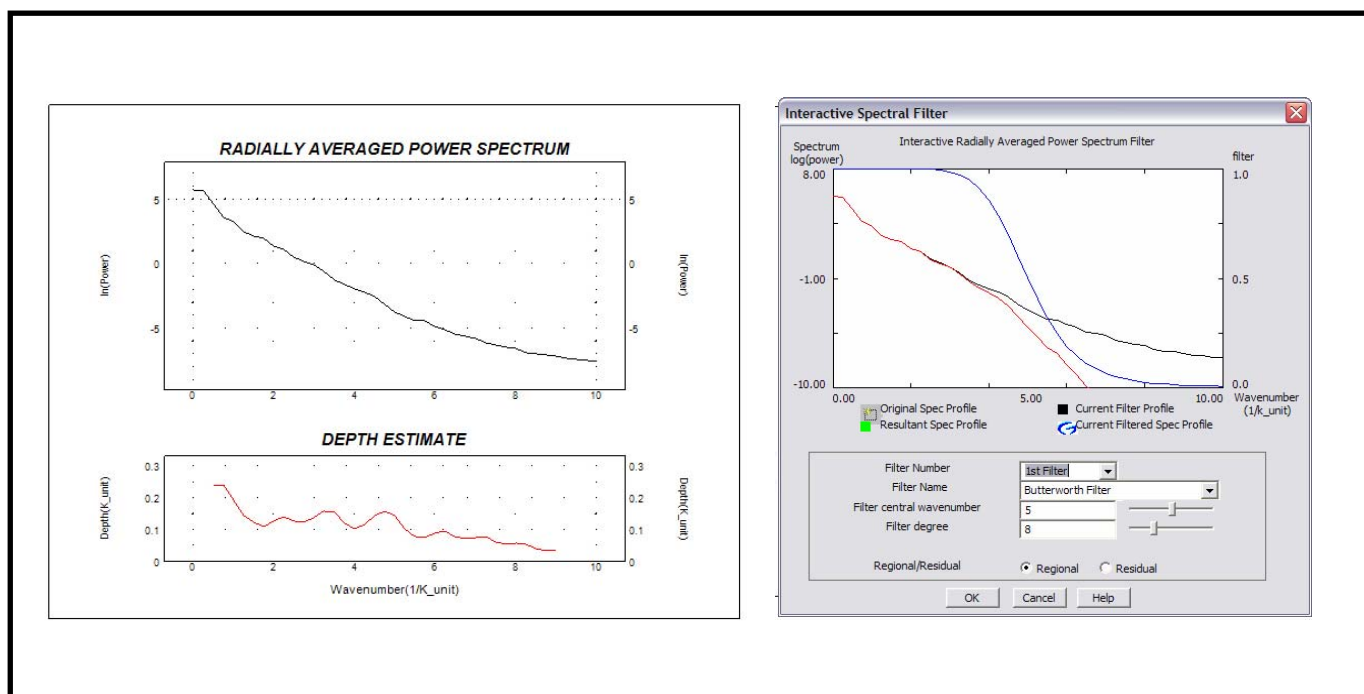 RADIALLY AVERAGED POWER SPECTRUM
5 5
ln(Power) 0 0 ln(Power)
-5 -5
0 2 4 6 8 10
DEPTH ESTIMATE
0.3 0.3
0.2 0.2
Depth(K_unit) Depth(K_unit)
0.1 0.1
0 0
0 2 4 6 8 10
Wavenumber(1/K_unit)
Interactive Spectral Filter
Spectrum Interactive Radially Averaged Power Spectrum Filter filter
log(power)
8.00 1.0
-1.00 0.5
-10.00 0.0
0.00 5.00 10.00 Wavenumber
(1/k_unit)
Original Spec Profile Current Filter Profile
Resultant Spec Profile Current Filtered Spec Profile
Filter Number 1st Filter
Filter Name Butterworth Filter
Filter central wavenumber 5
Filter degree 8
Regional/Residual Regional Residual
OK Cancel Help